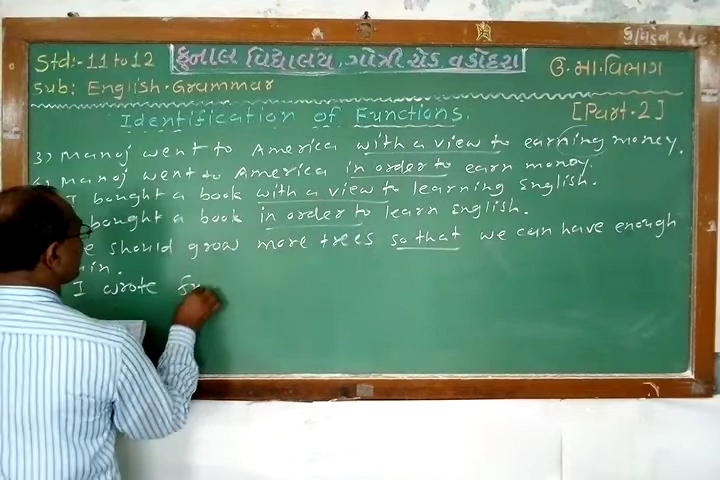 Std:-11 to 12
કુનાલ વિદ્યાલય ગોત્રી રોડ વડોદરા
ઉ.મા.વિભાગ
Sub: English.Grammar
Identification of Functions.
[Part.2]
3) Manoj went to America with a view to earning money.
Manoj went to America in order to earn money.
I bought a book with a view to learning English.
bought a book in order to learn English.
should grow more trees so that we can have enough
I wrote